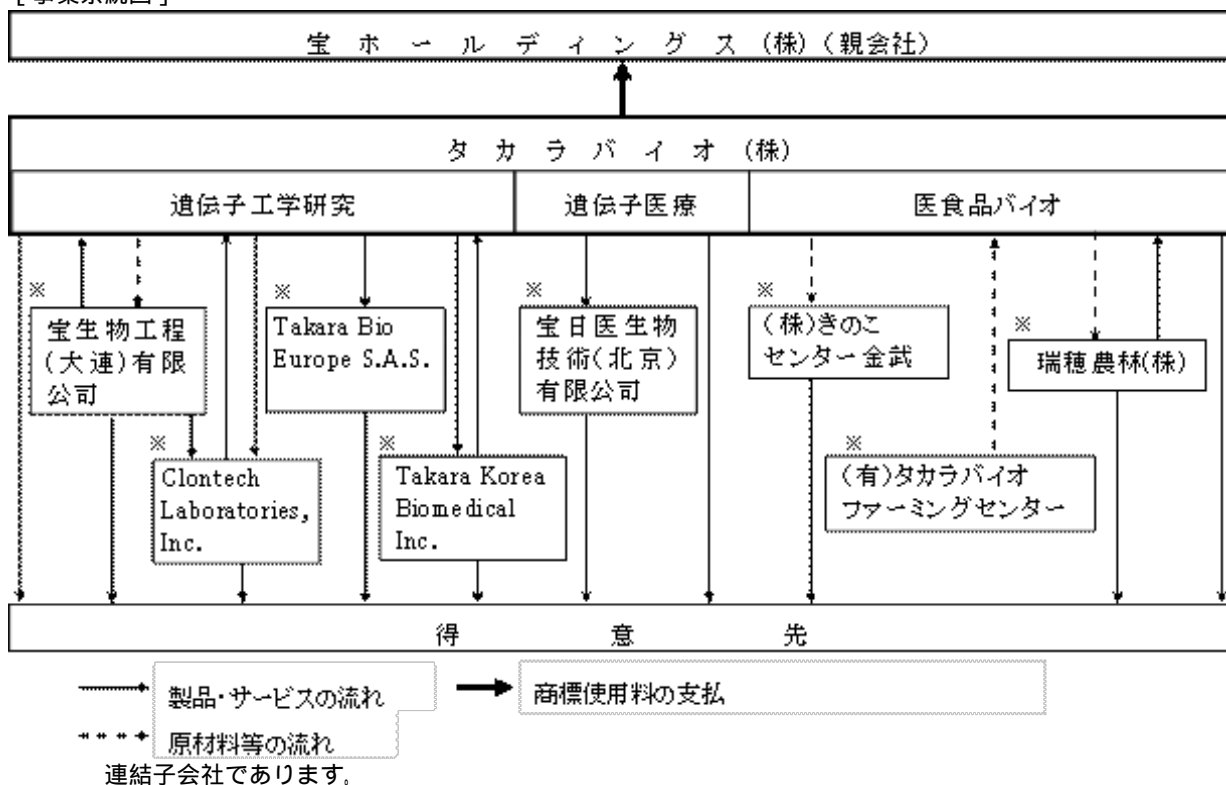 [事業系統図]
宝ホールディングス(株)(親会社)
タカラバイオ(株)
遺伝子工学研究
遺伝子医療
医食品バイオ
※
宝生物工程
(大連)有限
公司
※
Takara Bio
Europe S.A.S.
※
宝日医生物
技術(北京)
有限公司
※
(株)きのこ
センター金武
※
瑞穂農林(株)
※
Clontech
Laboratories,
Inc.
※
Takara Korea
Biomedical
Inc.
※
(有)タカラバイオ
ファーミングセンター
得意先
製品・サービスの流れ
商標使用料の支払
原材料等の流れ
連結子会社であります。